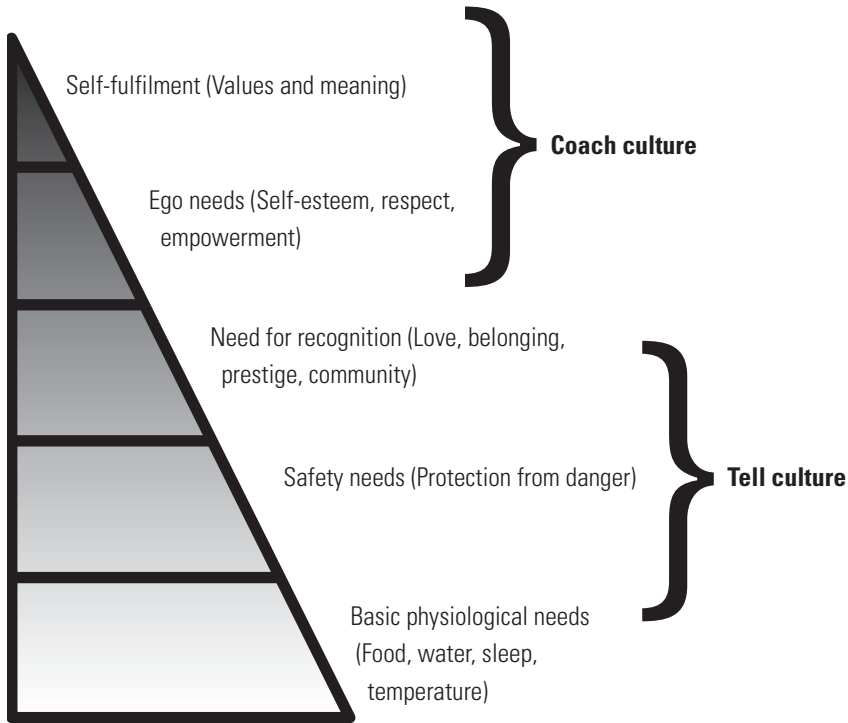 Self-fulfilment (Values and meaning)
Coach culture
Ego needs (Self-esteem, respect,
empowerment)
Need for recognition (Love, belonging,
prestige, community)
Safety needs (Protection from danger)
Tell culture
Basic physiological needs
(Food, water, sleep,
temperature)